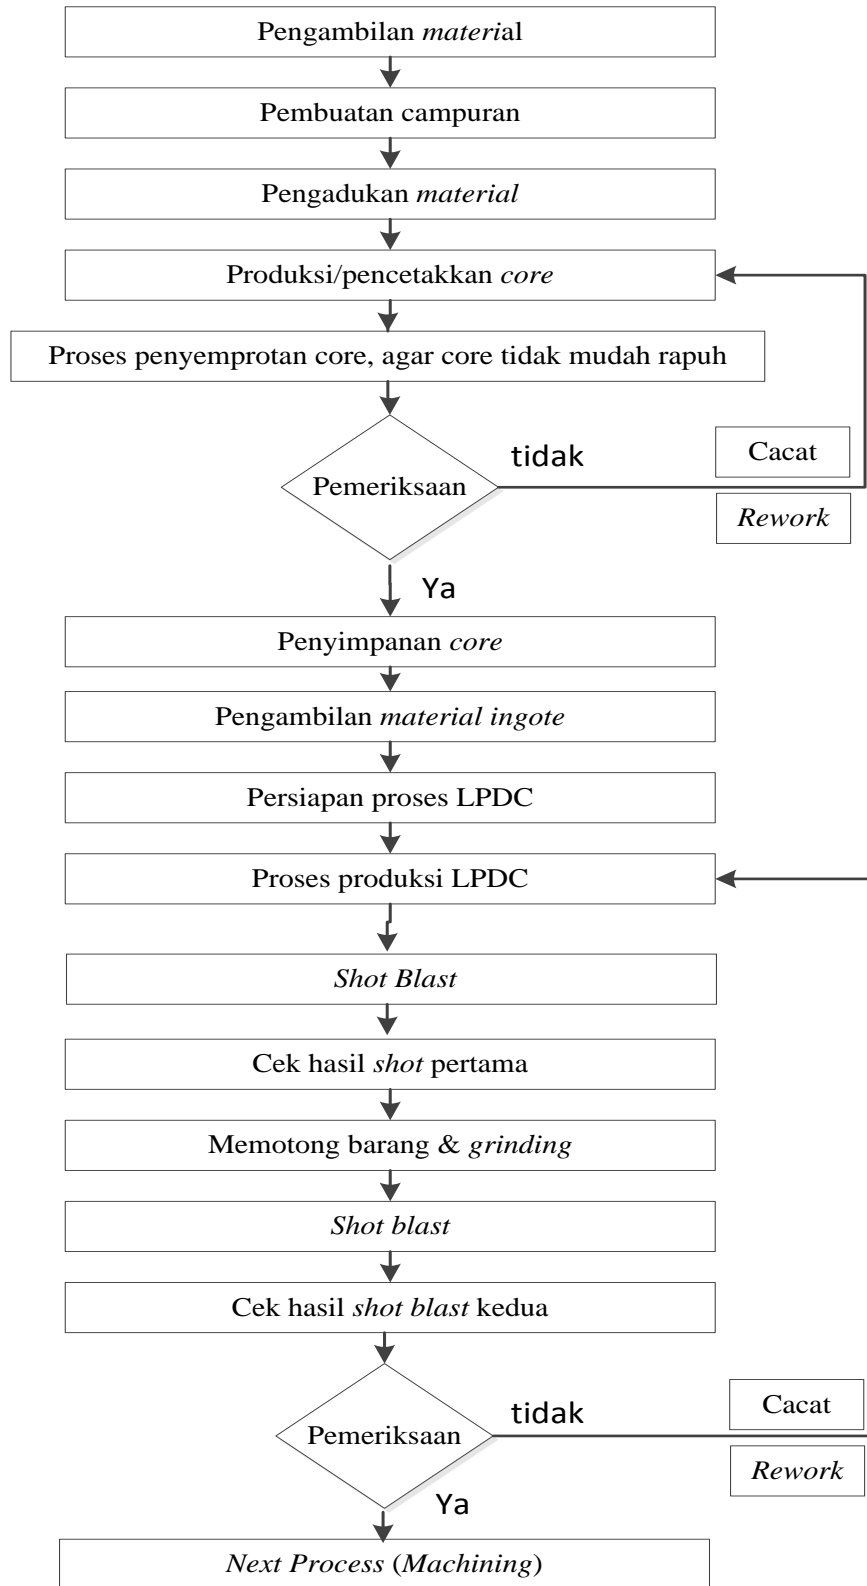 Pengambilan material
Pembuatan campuran
Pengadukan material
Produksi/pencetakkan core
Proses penyemprotan core, agar core tidak mudah rapuh
tidak
Cacat
Pemeriksaan
Rework
Ya
Penyimpanan core
Pengambilan material ingote
Persiapan proses LPDC
Proses produksi LPDC
Shot Blast
Cek hasil shot pertama
Memotong barang & grinding
Shot blast
Cek hasil shot blast kedua
tidak
Cacat
Pemeriksaan
Rework
Ya
Next Process (Machining)